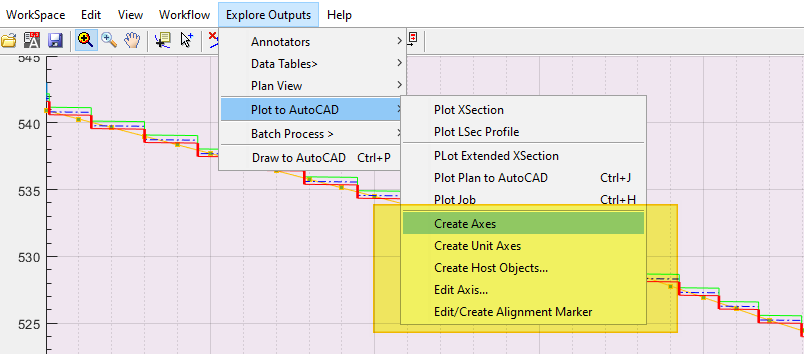 WorkSpace Edit View Workflow Explore Outputs Help
545
Annotators >
Data Tables> >
Plan View >
Plot to AutoCAD >
Batch Process > >
Draw to AutoCAD Ctrl+P
Plot XSection
Plot LSec Profile
PLot Extended XSection
Plot Plan to AutoCAD Ctrl+J
Plot Job Ctrl+H
Create Axes
Create Unit Axes
Create Host Objects...
Edit Axis...
Edit/Create Alignment Marker
540
535
530
525